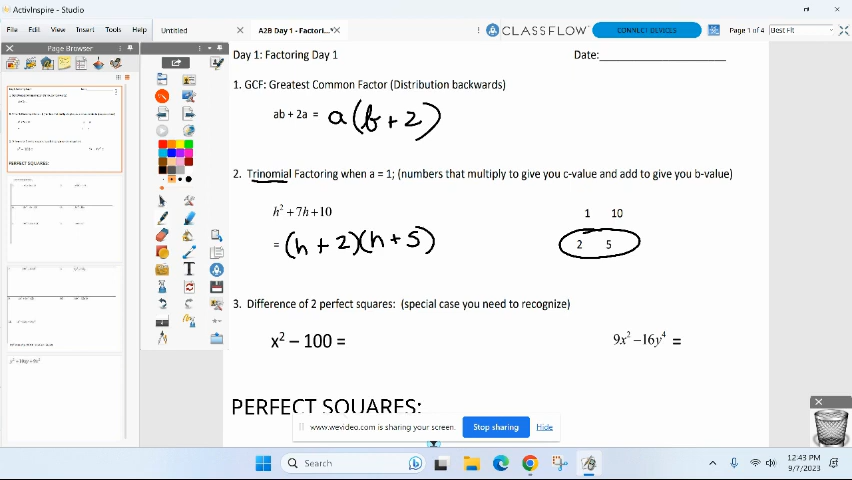 ActivInspire - Studio
File Edit View Insert Tools Help
Untitled
A2B Day 1 - Factori...*
CLASSFLOW
CONNECT DEVICES
Page 1 of 4
Best Fit
Page Browser
Day 1: Factoring Day 1
Date:
1. GCF: Greatest Common Factor (Distribution backwards)
ab + 2a = a(b+2)
2. Trinomial Factoring when a = 1; (numbers that multiply to give you c-value and add to give you b-value)
h² + 7h + 10
1 10
= (h + 2)(h + 5)
2 5
3. Difference of 2 perfect squares: (special case you need to recognize)
x² – 100 =
9x² – 16y⁴ =
PERFECT SQUARES:
PERFECT SQUARES:
www.wevideo.com is sharing your screen.
Stop sharing
Hide
Search
12:43 PM
9/7/2023